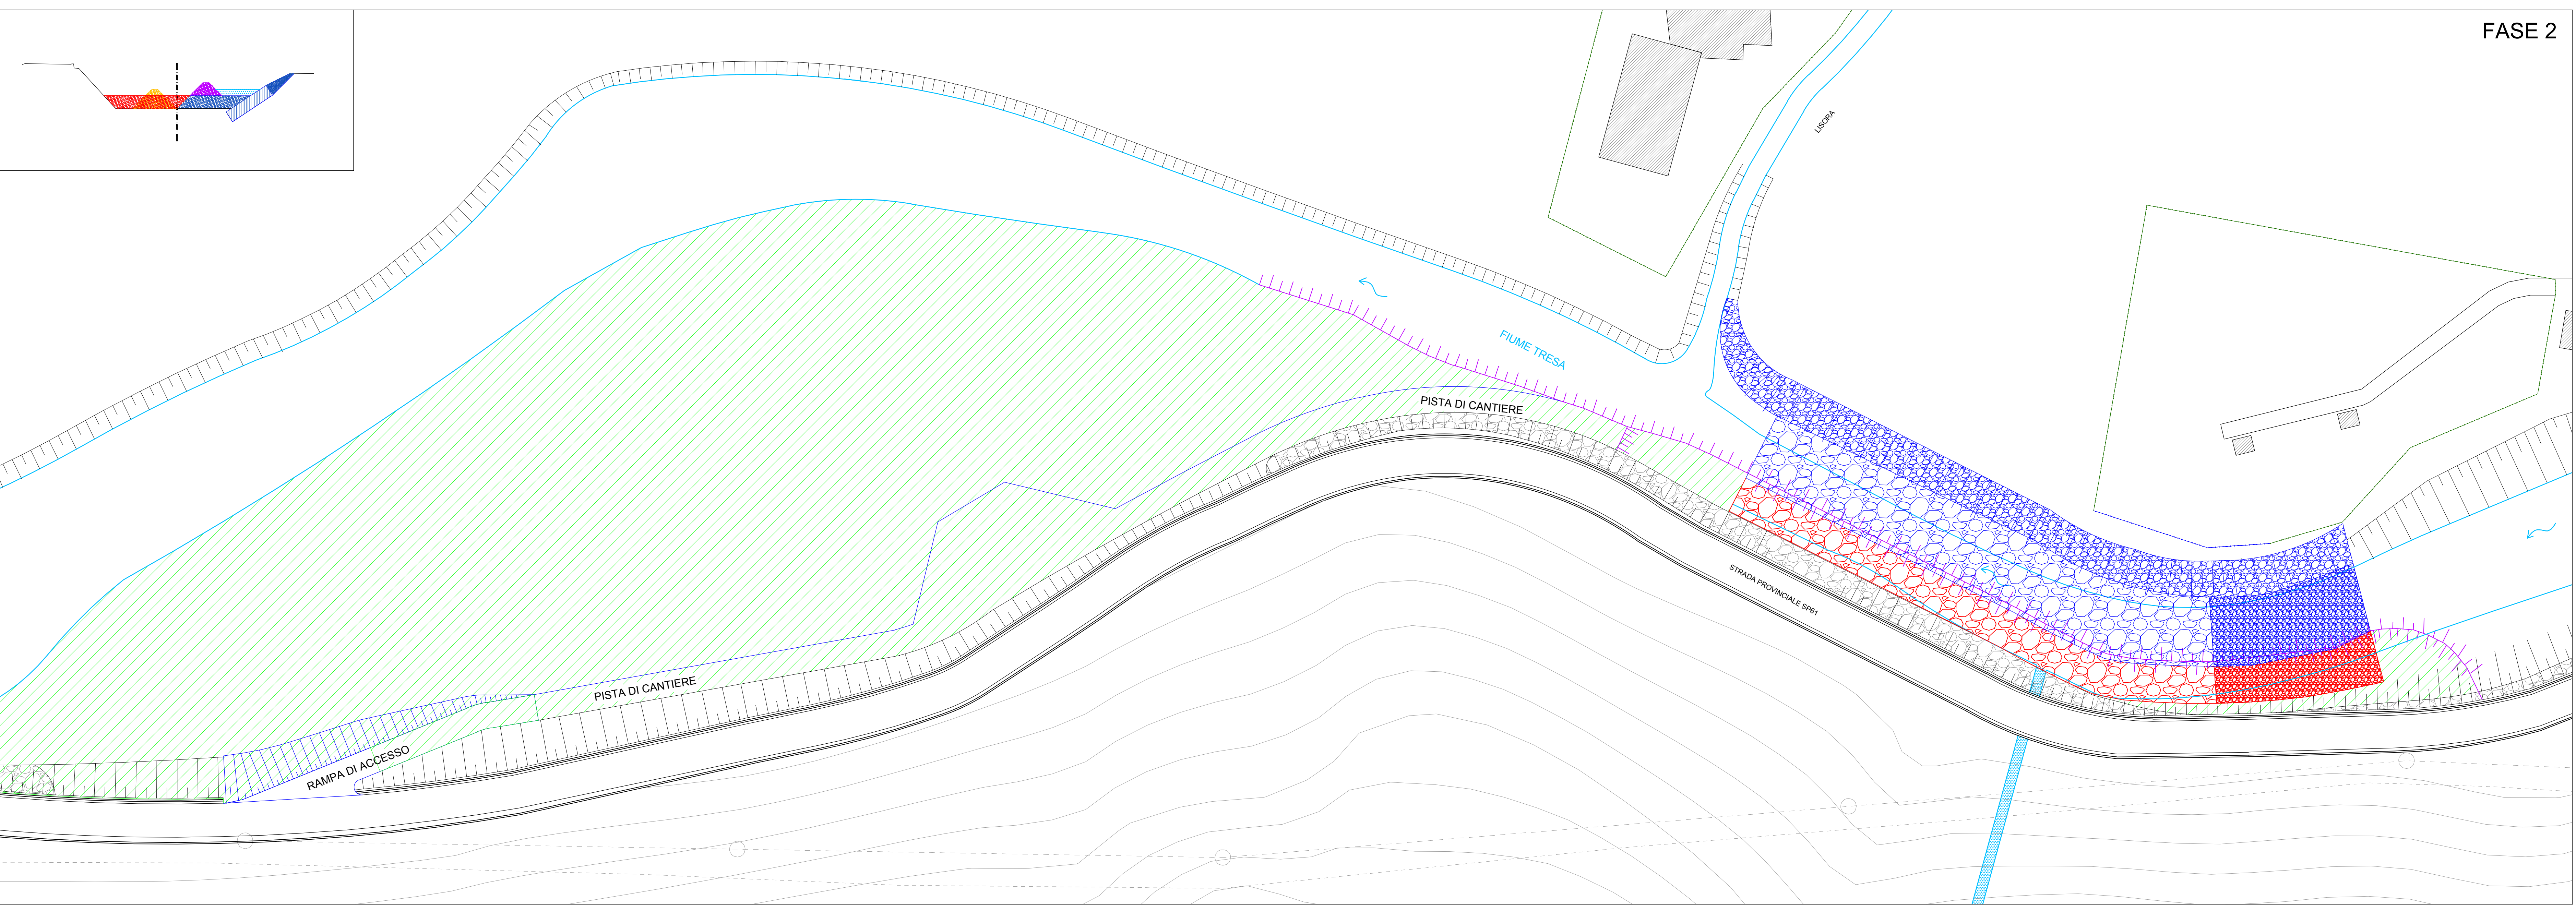 FASE 2
LISORA
FIUME TRESA
PISTA DI CANTIERE
STRADA PROVINCIALE SP61
PISTA DI CANTIERE
RAMPA DI ACCESSO